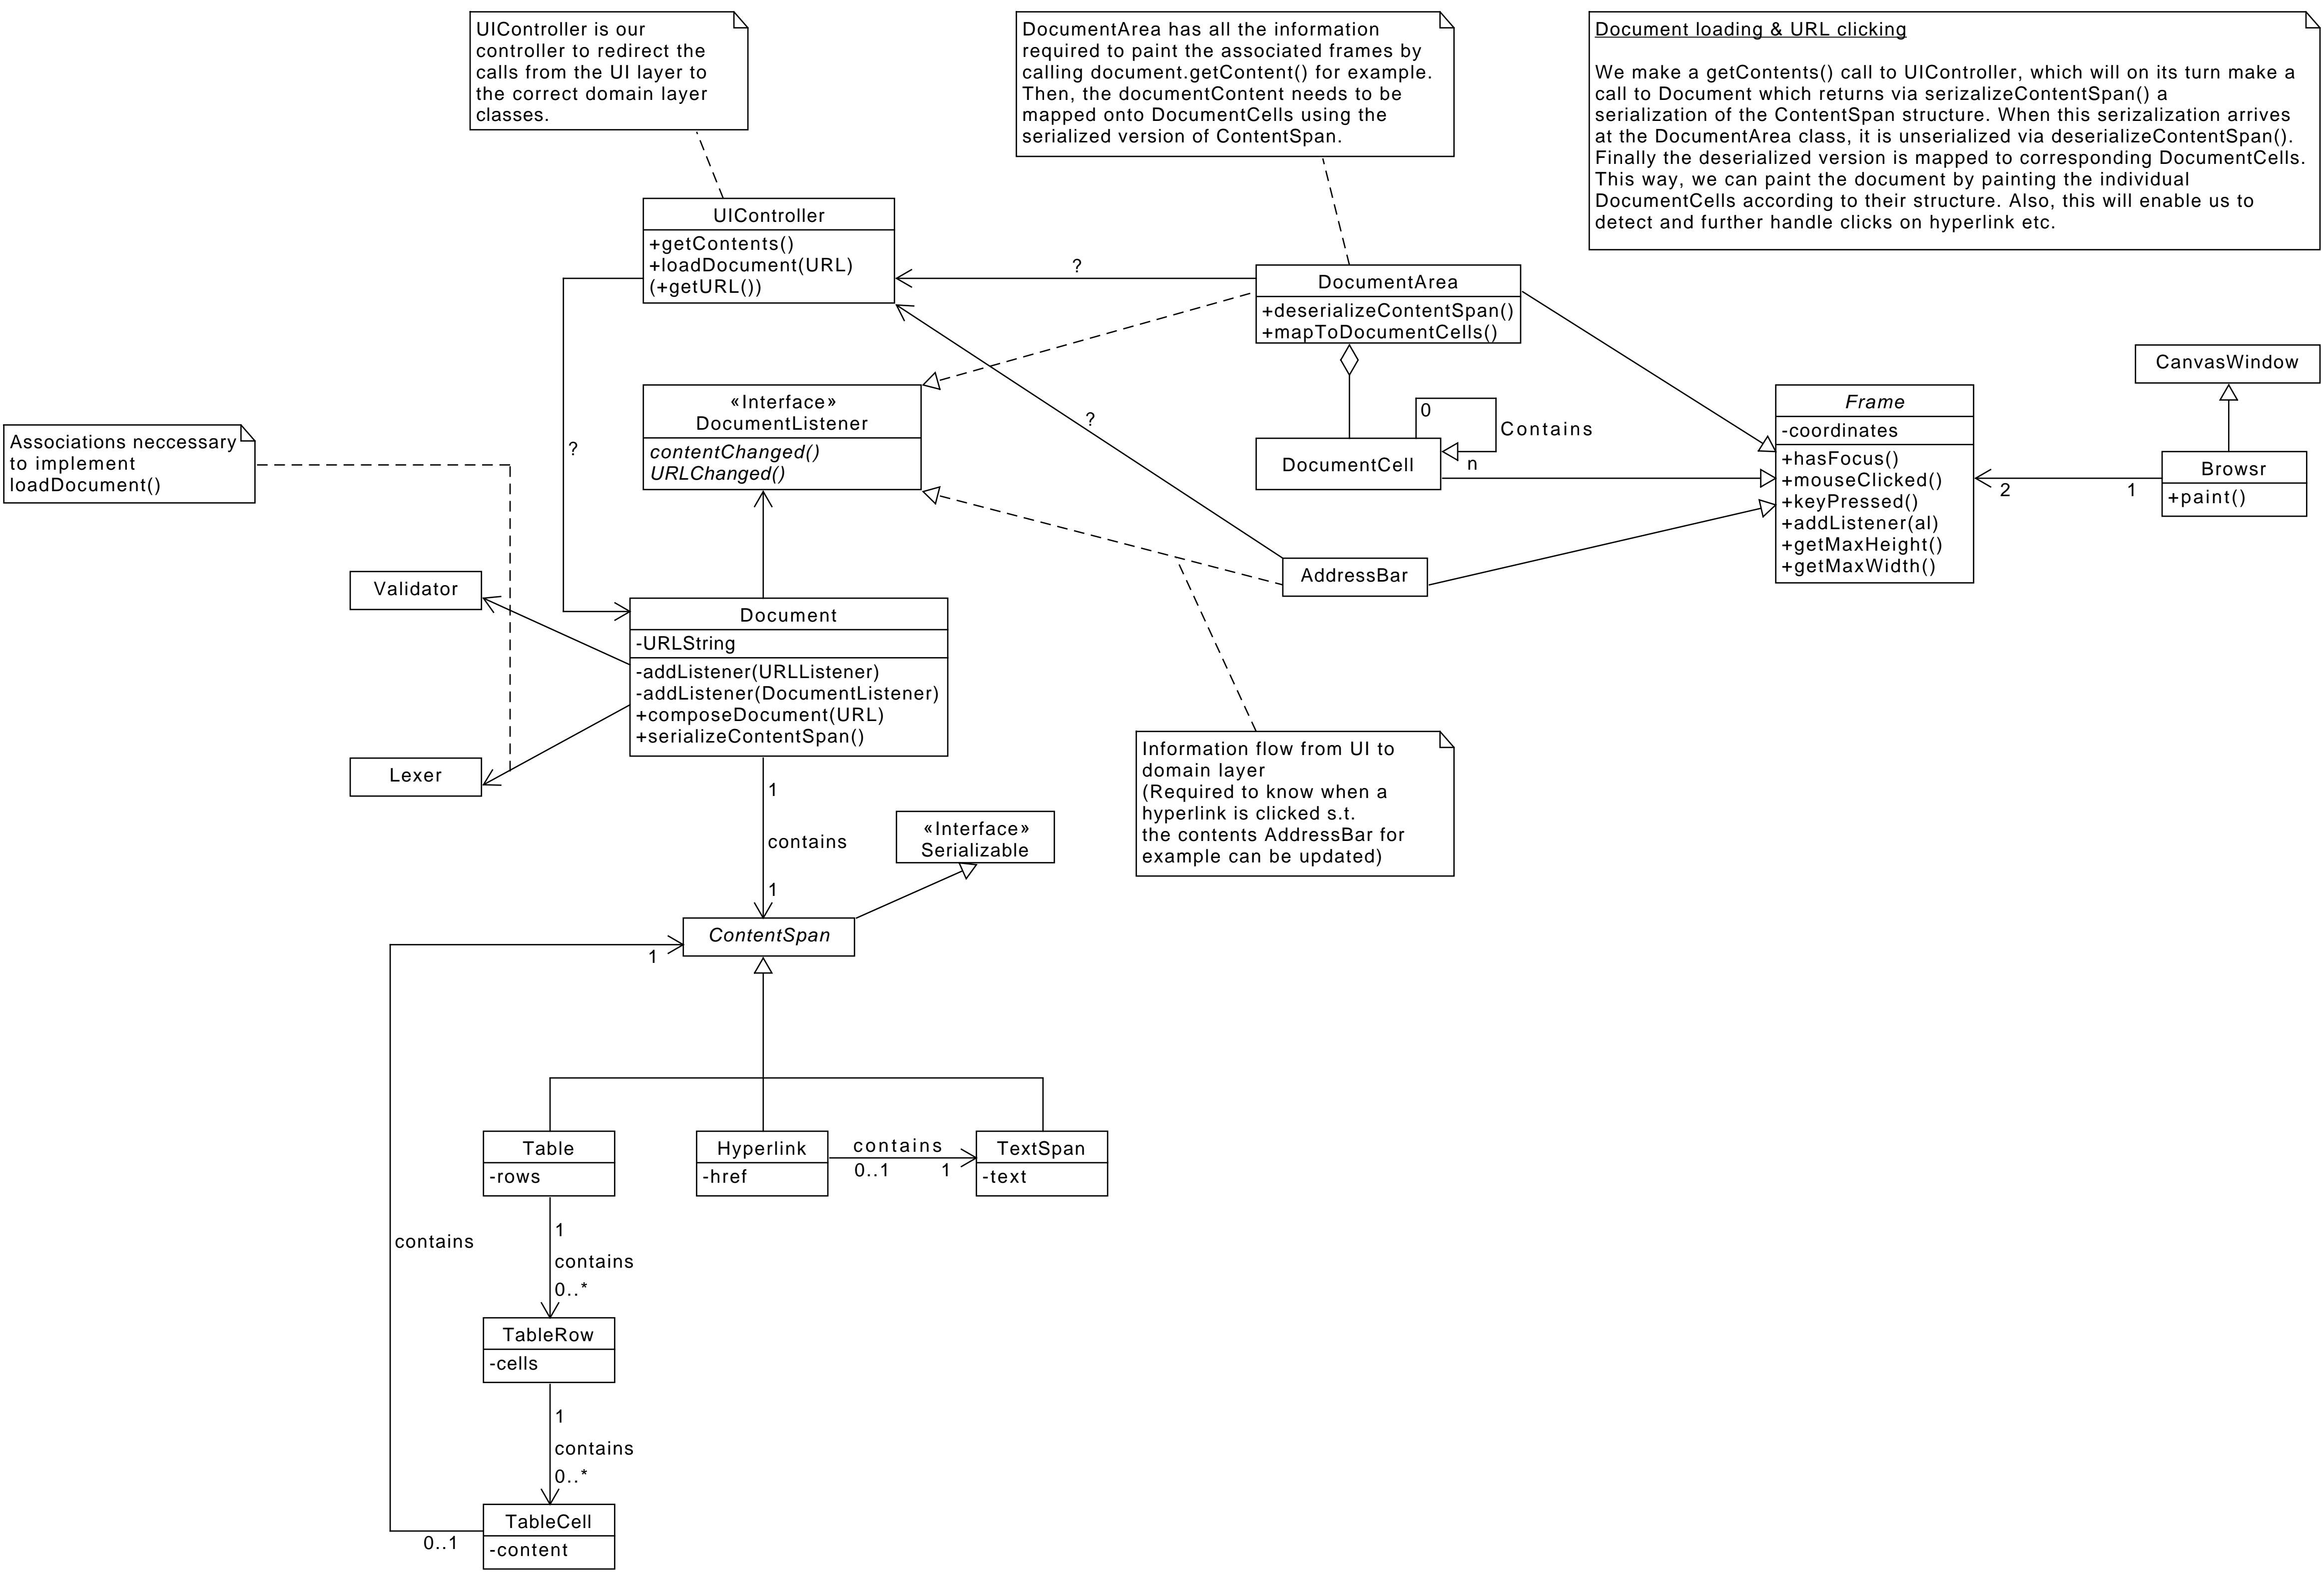 UIController is our
controller to redirect the
calls from the UI layer to
the correct domain layer
classes.
DocumentArea has all the information
required to paint the associated frames by
calling document.getContent() for example.
Then, the documentContent needs to be
mapped onto DocumentCells using the
serialized version of ContentSpan.
Document loading & URL clicking
We make a getContents() call to UIController, which will on its turn make a
call to Document which returns via serizalizeContentSpan() a
serialization of the ContentSpan structure. When this serizalization arrives
at the DocumentArea class, it is unserialized via deserializeContentSpan().
Finally the deserialized version is mapped to corresponding DocumentCells.
This way, we can paint the document by painting the individual
DocumentCells according to their structure. Also, this will enable us to
detect and further handle clicks on hyperlink etc.
UIController
+getContents()
+loadDocument(URL)
(+getURL())
?
DocumentArea
+deserializeContentSpan()
+mapToDocumentCells()
CanvasWindow
«Interface»
DocumentListener
contentChanged()
URLChanged()
?
?
0
Contains
n
DocumentCell
Frame
-coordinates
+hasFocus()
+mouseClicked()
+keyPressed()
+addListener(al)
+getMaxHeight()
+getMaxWidth()
2
1
Browsr
+paint()
Associations neccessary
to implement
loadDocument()
AddressBar
Validator
Lexer
Document
-URLString
-addListener(URLListener)
-addListener(DocumentListener)
+composeDocument(URL)
+serializeContentSpan()
Information flow from UI to
domain layer
(Required to know when a
hyperlink is clicked s.t.
the contents AddressBar for
example can be updated)
1
contains
1
«Interface»
Serializable
ContentSpan
1
Table
-rows
Hyperlink
-href
contains
0..1
1
TextSpan
-text
contains
1
contains
0..*
TableRow
-cells
1
contains
0..*
TableCell
-content
0..1